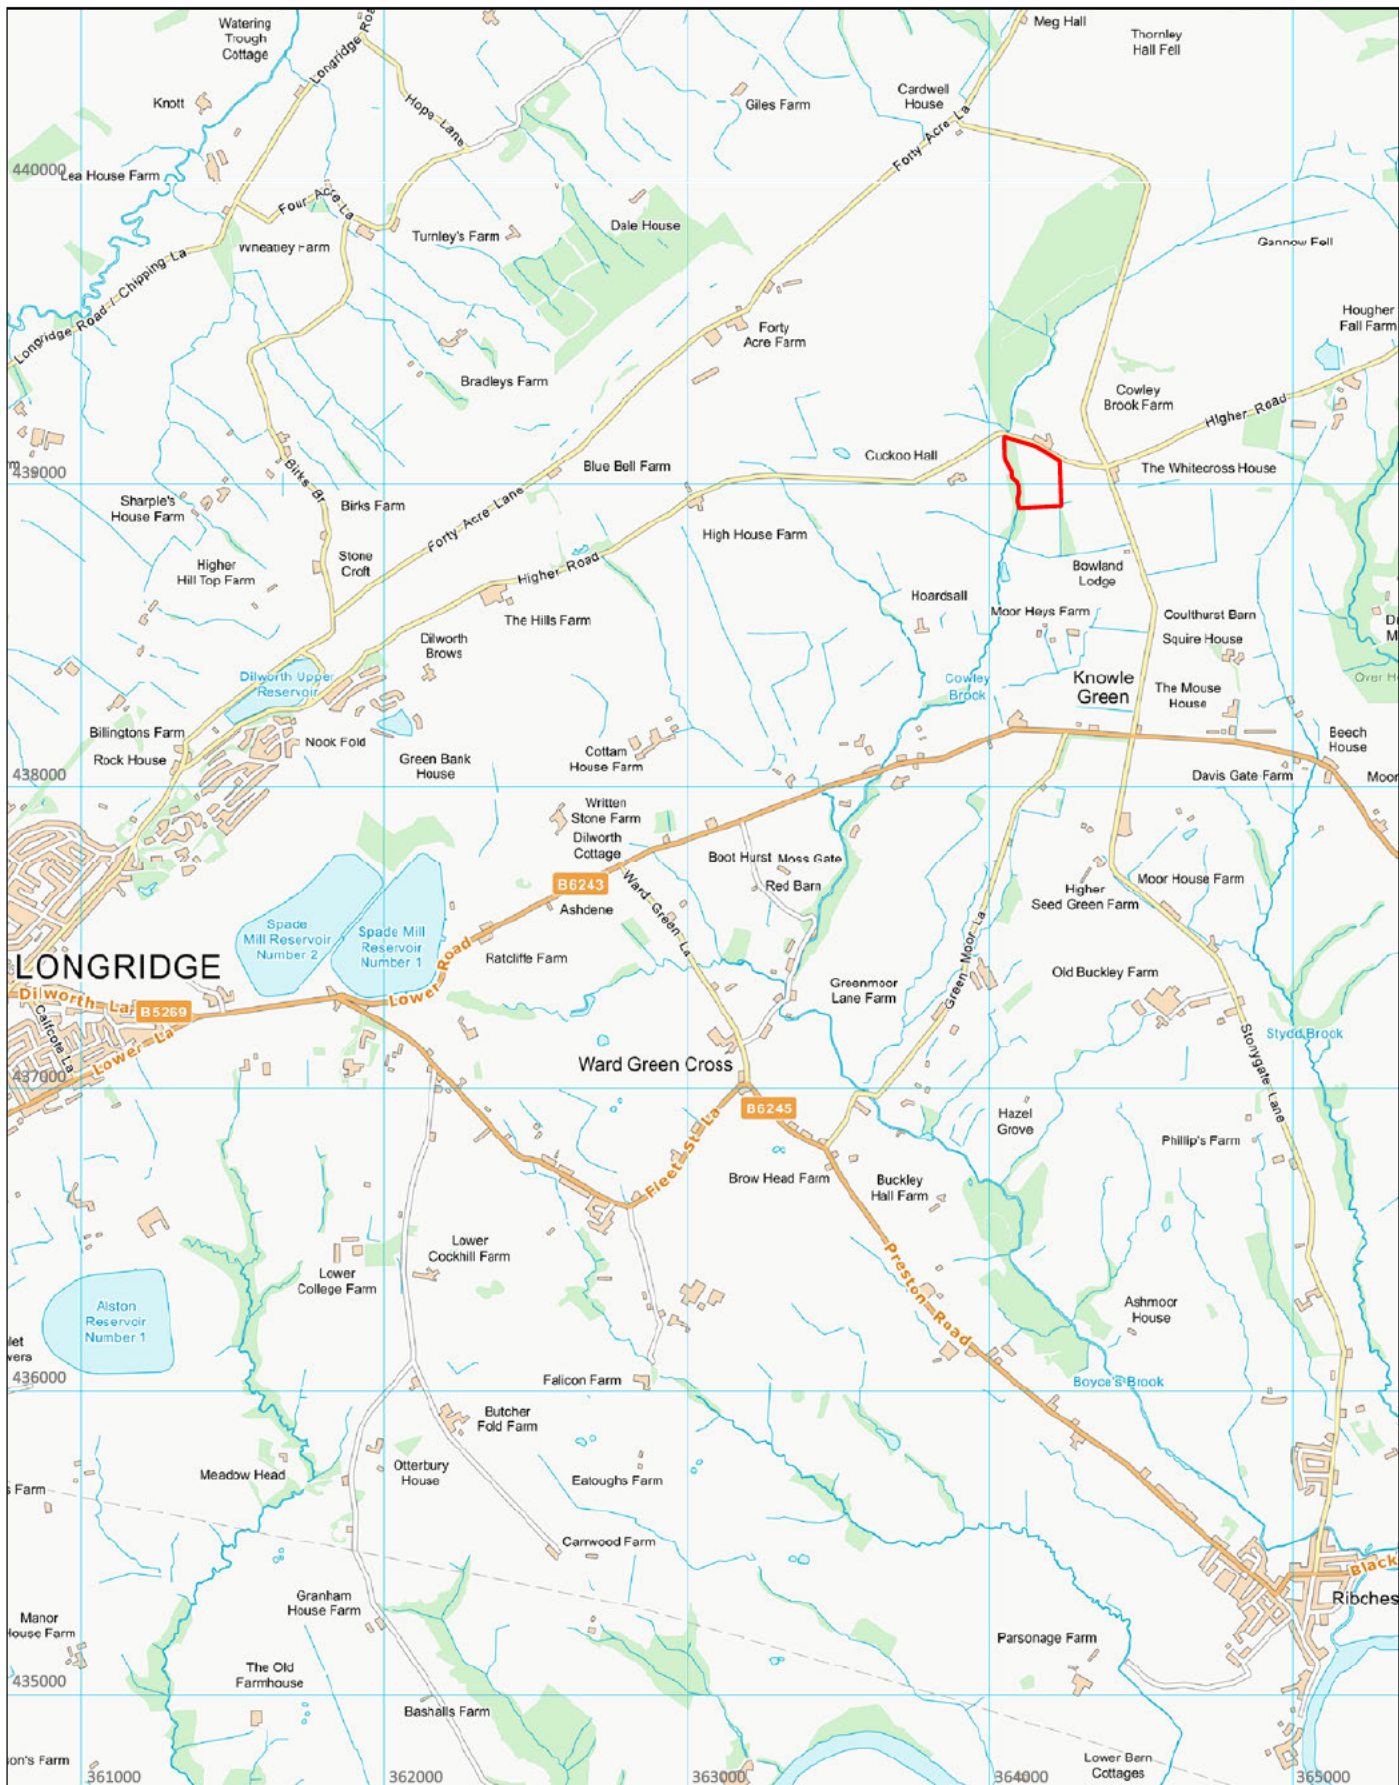 Watering
Trough
Cottage
Longridge Roa
Meg Hall
Thornley
Hall Fell
Knott
Hope Lane
Giles Farm
Cardwell
House
Forty Acre La
440000
Lea House Farm
Four Acre La
Wheatley Farm
Turnley's Farm
Dale House
Gannow Fell
Longridge Road / Chipping La
Forty
Acre Farm
Hougher
Fall Farm
Bradleys Farm
Cowley
Brook Farm
Higher Road
439000
Birks Br
Blue Bell Farm
Cuckoo Hall
The Whitecross House
Sharple's
House Farm
Birks Farm
Forty Acre Lane
High House Farm
Higher
Hill Top Farm
Stone
Croft
Higher Road
Bowland
Lodge
The Hills Farm
Hoardsall
Moor Heys Farm
Coulthurst Barn
Squire House
Dilworth
Brows
Dilworth Upper
Reservoir
Cowley
Brook
Knowle
Green
The Mouse
House
Over H
Billingtons Farm
Rock House
Nook Fold
Green Bank
House
Cottam
House Farm
Beech
House
438000
Davis Gate Farm
Moor
Written
Stone Farm
Dilworth
Cottage
Boot Hurst
Moss Gate
Red Barn
B6243
Ashdene
Ward Green La
Higher
Seed Green Farm
Moor House Farm
Spade
Mill Reservoir
Number 2
Spade Mill
Reservoir
Number 1
Lower Road
Ratcliffe Farm
LONGRIDGE
Green Moor La
Old Buckley Farm
Dilworth La
B5269
Calfcote La
Lower La
Greenmoor
Lane Farm
Stydd Brook
Stonygate Lane
Ward Green Cross
437000
B6245
Fleet St La
Hazel
Grove
Phillip's Farm
Brow Head Farm
Buckley
Hall Farm
Lower
Cockhill Farm
Lower
College Farm
Preston Road
Alston
Reservoir
Number 1
Ashmoor
House
436000
Falicon Farm
Boyce's Brook
Butcher
Fold Farm
Meadow Head
Otterbury
House
Ealoughs Farm
s Farm
Carrwood Farm
Black
Granham
House Farm
Ribches
Manor
House Farm
Parsonage Farm
The Old
Farmhouse
435000
Bashalls Farm
son's Farm
Lower Barn
Cottages
361000
362000
363000
364000
365000